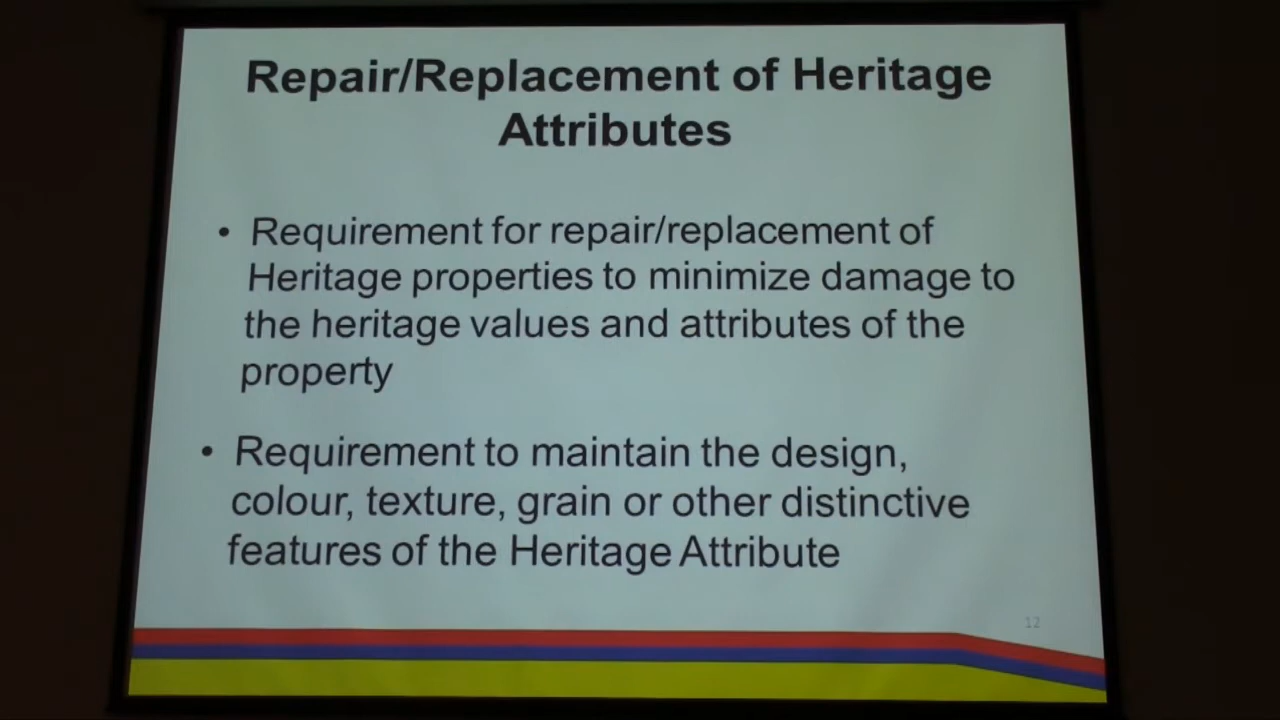 Repair/Replacement of Heritage
Attributes
• Requirement for repair/replacement of
Heritage properties to minimize damage to
the heritage values and attributes of the
property
• Requirement to maintain the design,
colour, texture, grain or other distinctive
features of the Heritage Attribute
12